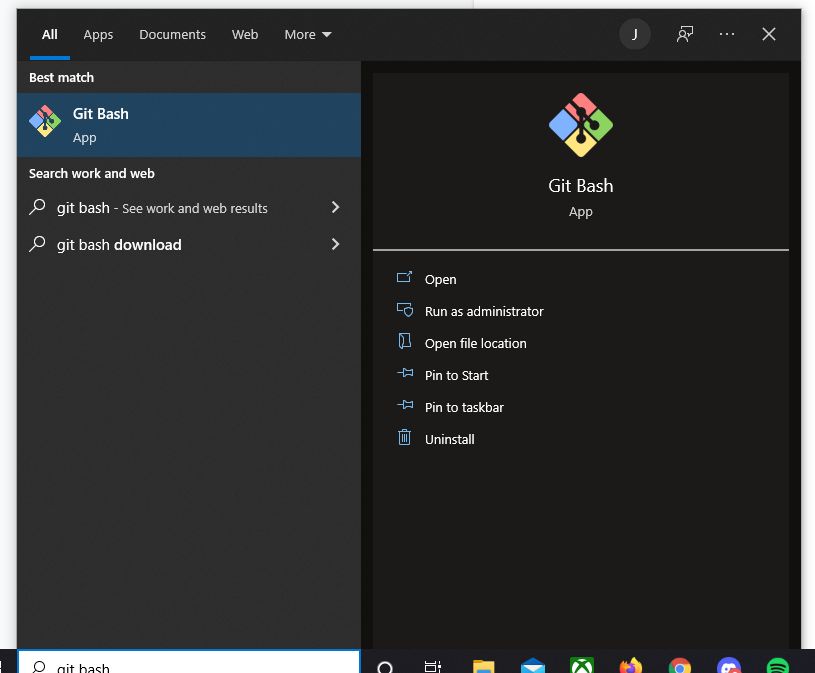 All Apps Documents Web More J
Best match
Git Bash
App
Search work and web
git bash - See work and web results
git bash download
Git Bash
App
Open
Run as administrator
Open file location
Pin to Start
Pin to taskbar
Uninstall
git bash